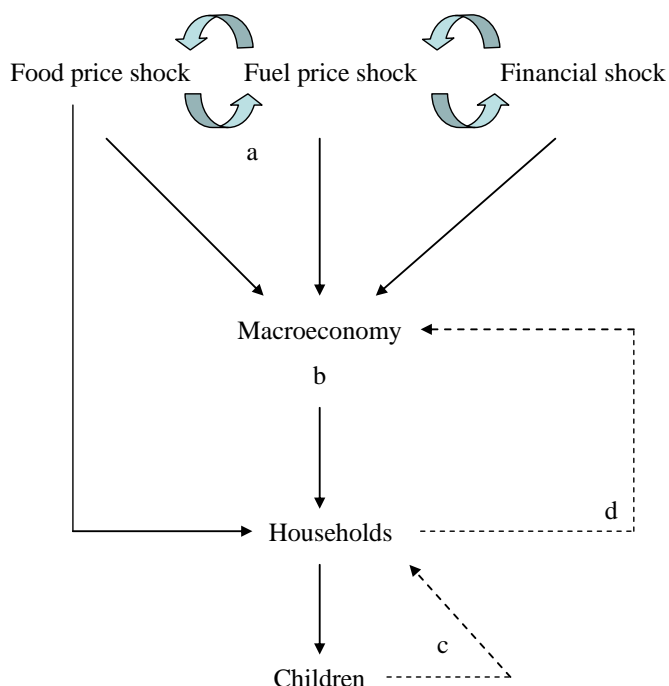 Food price shock Fuel price shock Financial shock
a
Macroeconomy
b
d
Households
c
Children